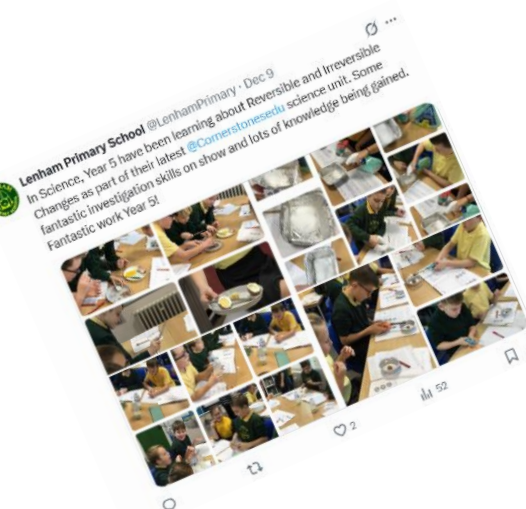 Lenham Primary School @LenhamPrimary · Dec 9
In Science, Year 5 have been learning about Reversible and Irreversible
Changes as part of their latest @Cornerstonesedu science unit. Some
fantastic investigation skills on show and lots of knowledge being gained.
Fantastic work Year 5!
2
52